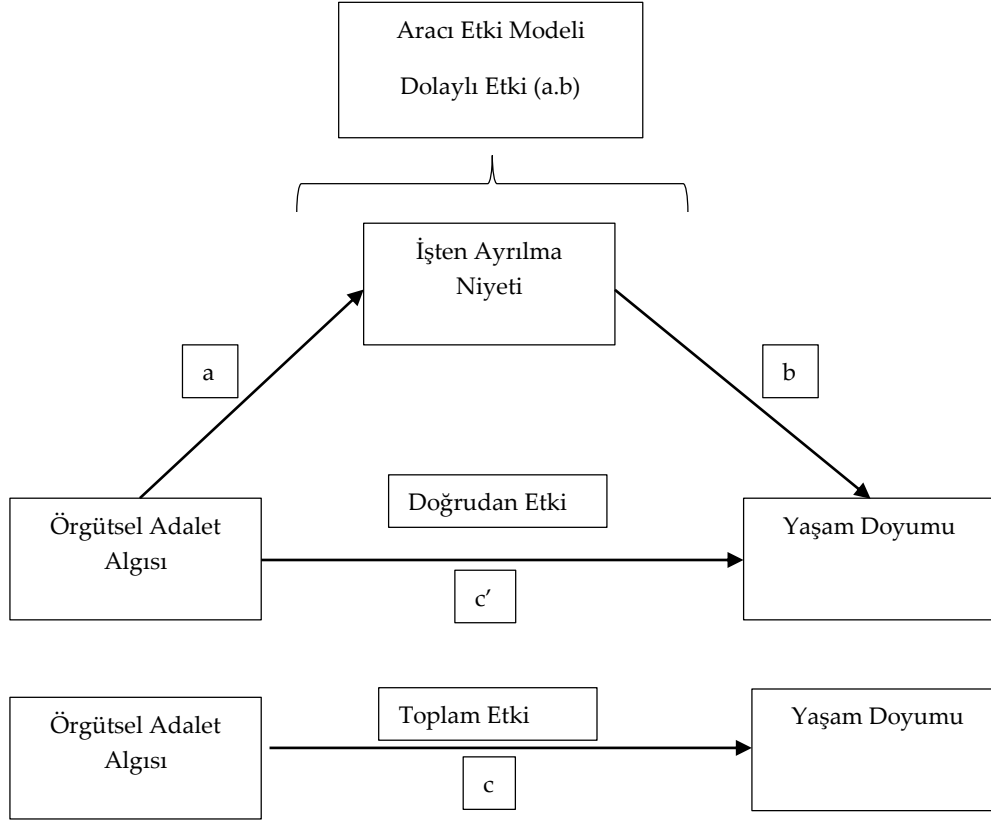 Aracı Etki Modeli
Dolaylı Etki (a.b)
İşten Ayrılma
Niyeti
a
b
Örgütsel Adalet
Algısı
Doğrudan Etki
c’
Yaşam Doyumu
Örgütsel Adalet
Algısı
Toplam Etki
c
Yaşam Doyumu